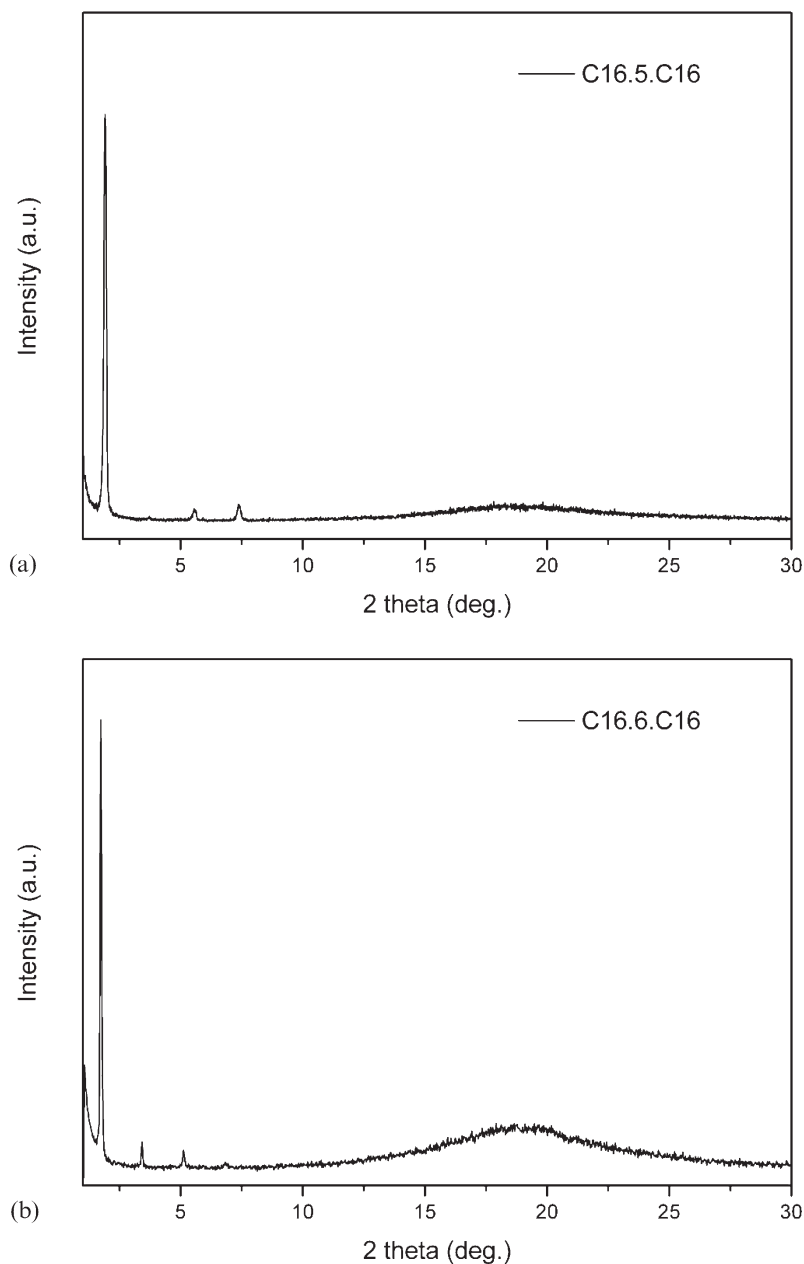 C16.5.C16
Intensity (a.u.)
5 10 15 20 25 30
(a)
2 theta (deg.)
C16.6.C16
Intensity (a.u.)
5 10 15 20 25 30
(b)
2 theta (deg.)